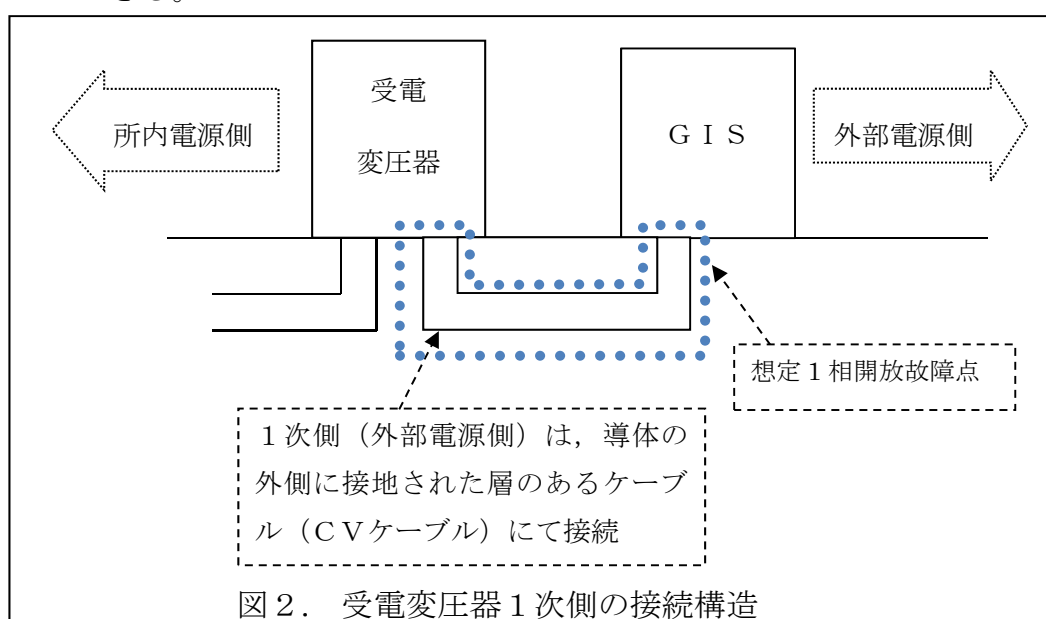 受電
変圧器
GIS
所内電源側
外部電源側
想定1相開放故障点
1次側(外部電源側)は,導体の
外側に接地された層のあるケーブ
ル(CVケーブル)にて接続
図2. 受電変圧器1次側の接続構造